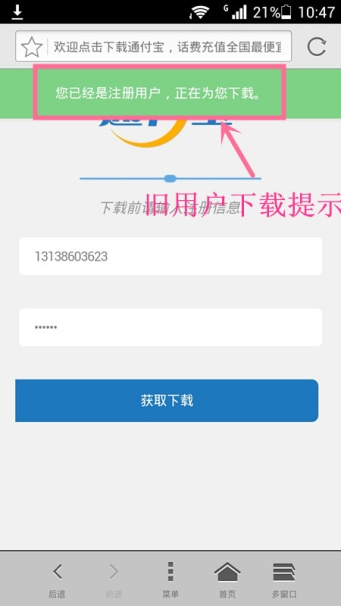 G 21% 10:47
欢迎点击下载通付宝，话费充值全国最便宜
您已经是注册用户，正在为您下载。
旧用户下载提示
下载前请输入注册信息
13138603623
••••••
获取下载
后退 前进 菜单 首页 多窗口